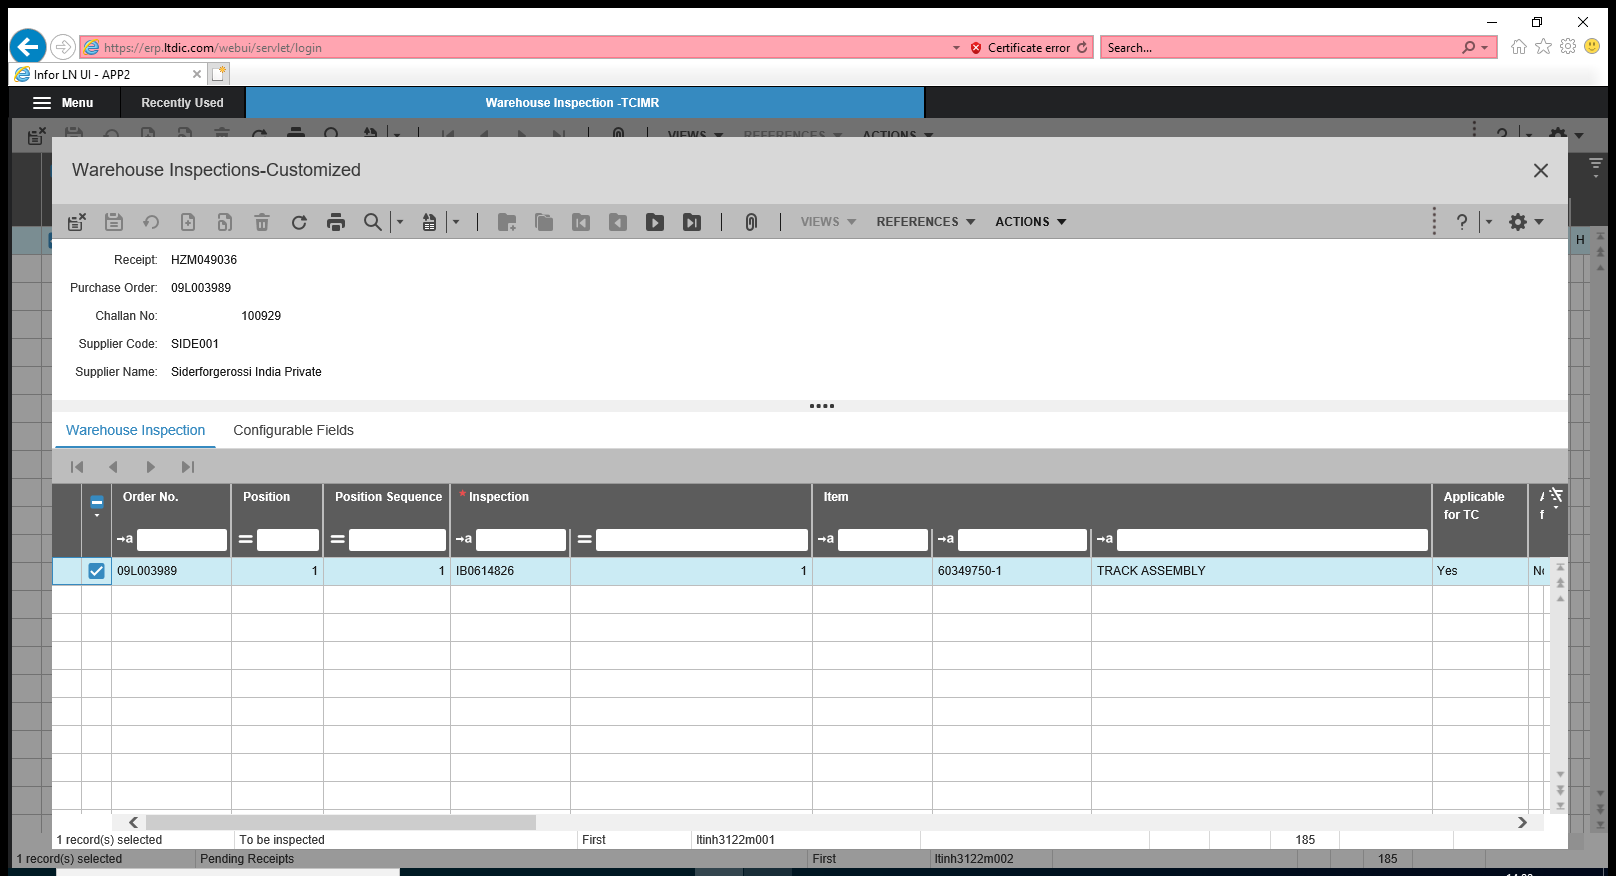 https://erp.ltdic.com/webui/servlet/login
Certificate error
Search...
Infor LN UI - APP2
Menu
Recently Used
Warehouse Inspection -TCIMR
VIEWS
REFERENCES
ACTIONS
Warehouse Inspections-Customized
VIEWS
REFERENCES
ACTIONS
?
H
Receipt: HZM049036
Purchase Order: 09L003989
Challan No: 100929
Supplier Code: SIDE001
Supplier Name: Siderforgerossi India Private
Warehouse Inspection
Configurable Fields
Order No. Position Position Sequence * Inspection Item Applicable
for TC
09L003989 1 1 IB0614826 1 60349750-1 TRACK ASSEMBLY Yes
1 record(s) selected To be inspected First ltinh3122m001 185
1 record(s) selected Pending Receipts First ltinh3122m002 185